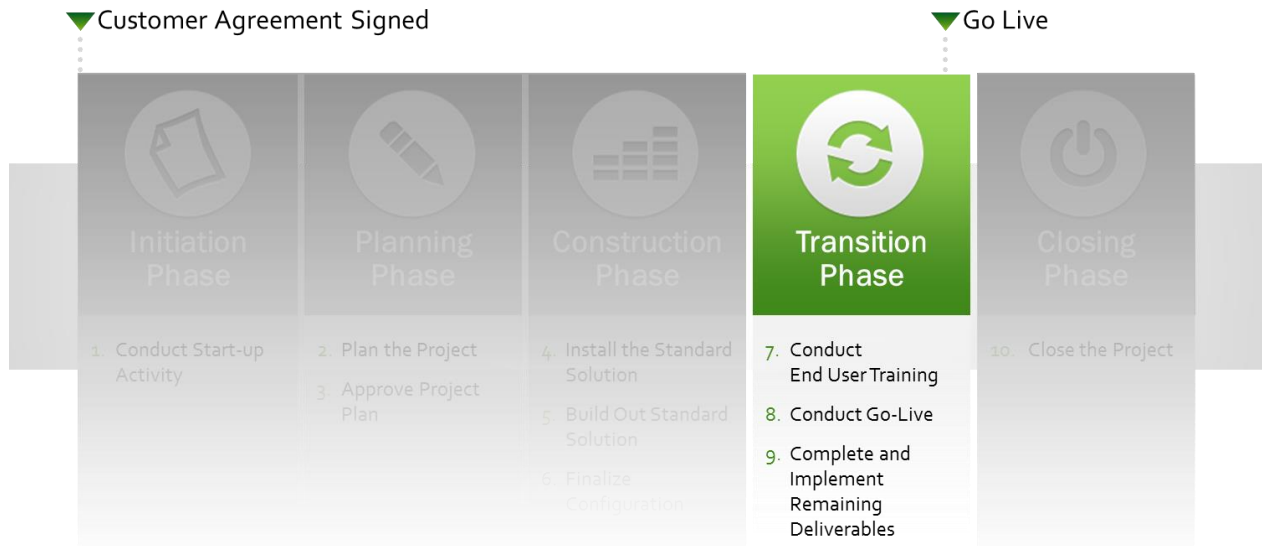 Customer Agreement Signed
Go Live
Initiation
Phase
1. Conduct Start-up
Activity
Planning
Phase
2. Plan the Project
3. Approve Project
Plan
Construction
Phase
4. Install the Standard
Solution
5. Build Out Standard
Solution
6. Finalize
Configuration
Transition
Phase
7. Conduct
End User Training
8. Conduct Go-Live
9. Complete and
Implement
Remaining
Deliverables
Closing
Phase
10. Close the Project